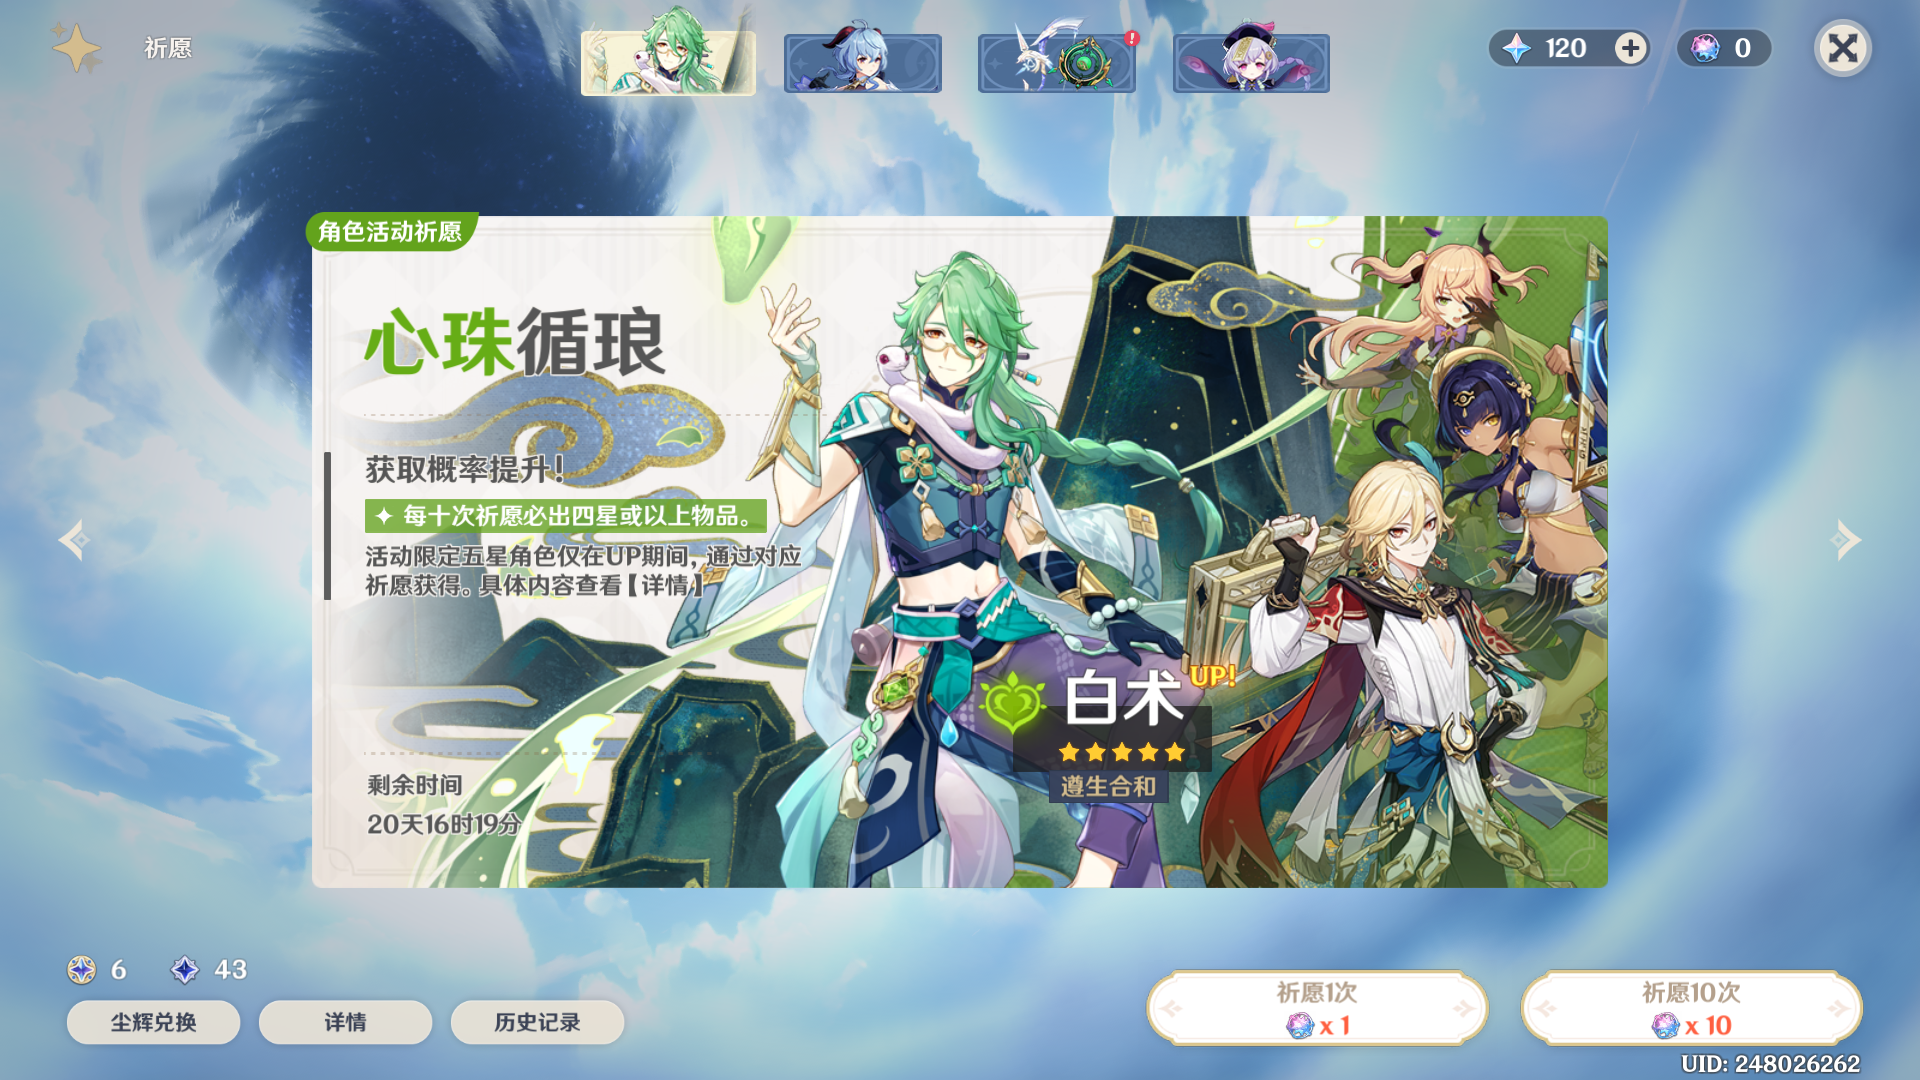 祈愿
120
0
角色活动祈愿
心珠循琅
获取概率提升！
每十次祈愿必出四星或以上物品。
活动限定五星角色仅在UP期间，通过对应
祈愿获得。具体内容查看【详情】
白术 UP!
遵生合和
剩余时间
20天16时19分
6 43
尘辉兑换 详情 历史记录
祈愿1次
x 1
祈愿10次
x 10
UID: 248026262